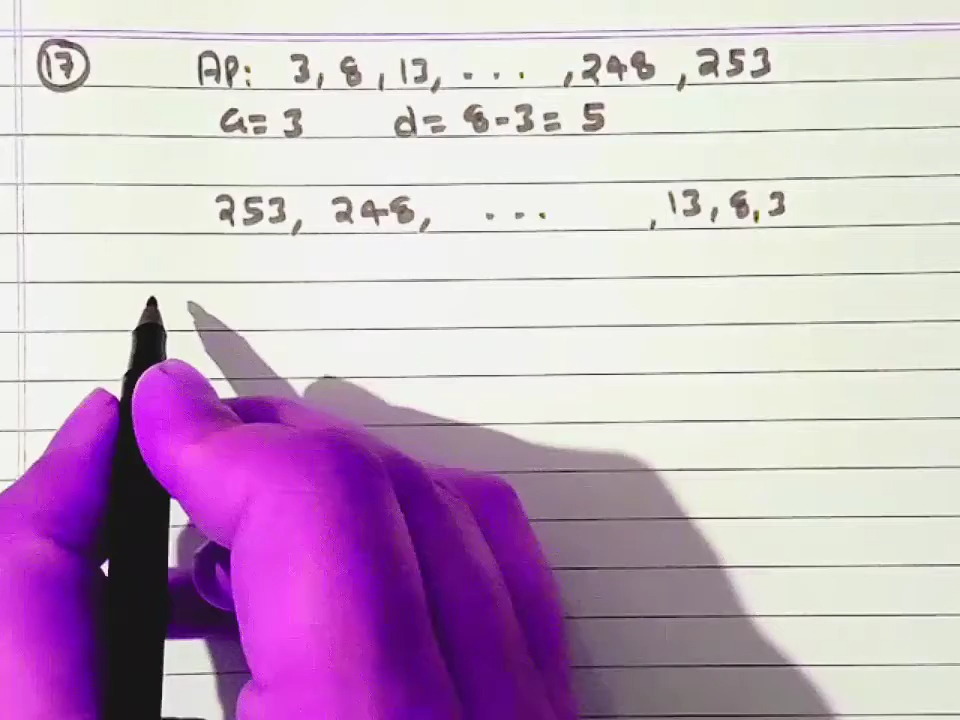 17 AP: 3, 8, 13, ... , 248, 253
a = 3 d = 8-3 = 5
253, 248, ... , 13, 8, 3